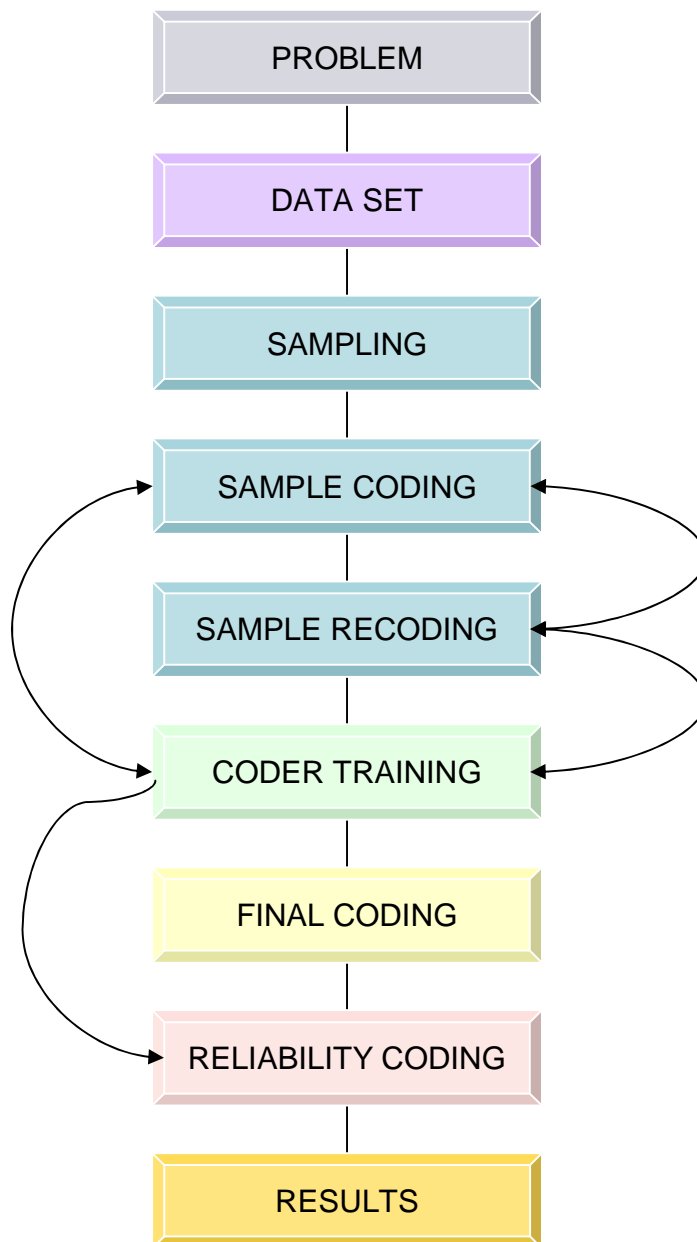 PROBLEM
DATA SET
SAMPLING
SAMPLE CODING
SAMPLE RECODING
CODER TRAINING
FINAL CODING
RELIABILITY CODING
RESULTS